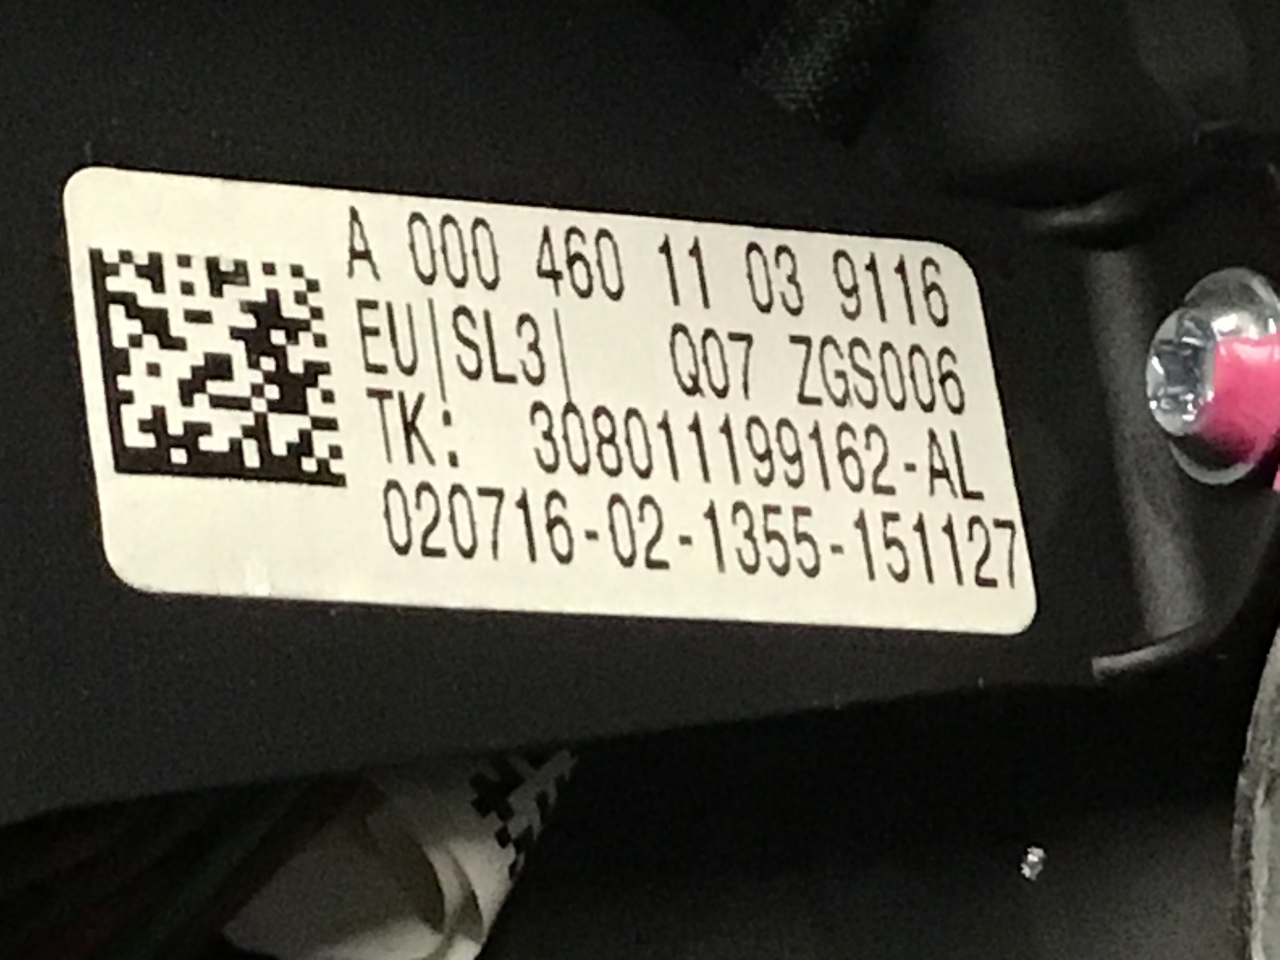 A 000 460 11 03 9116
EU|SL3| Q07 ZGS006
TK: 308011199162-AL
020716-02-1355-151127